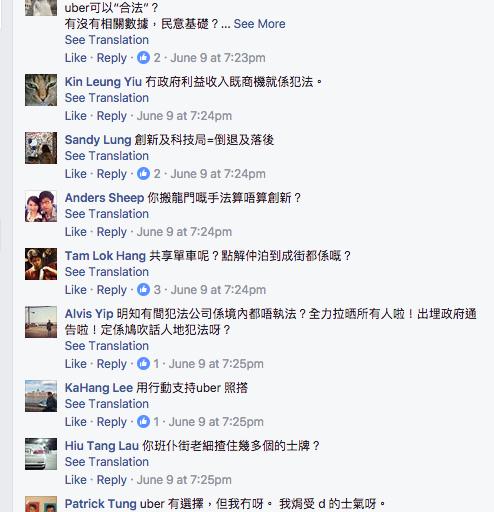 uber可以“合法”？
有沒有相關數據，民意基礎？... See More
See Translation
Like · Reply · 2 · June 9 at 7:23pm
Kin Leung Yiu 冇政府利益收入既商機就係犯法。
See Translation
Like · Reply · June 9 at 7:24pm
Sandy Lung 創新及科技局=倒退及落後
See Translation
Like · Reply · 2 · June 9 at 7:24pm
Anders Sheep 你搬龍門嘅手法算唔算創新？
See Translation
Like · Reply · June 9 at 7:24pm
Tam Lok Hang 共享單車呢？點解仲泊到成街都係嘅？
See Translation
Like · Reply · 3 · June 9 at 7:24pm
Alvis Yip 明知有間犯法公司係境內都唔執法？全力拉晒所有人啦！出埋政府通
告啦！定係鳩吹話人地犯法呀？
See Translation
Like · Reply · 1 · June 9 at 7:25pm
KaHang Lee 用行動支持uber 照搭
See Translation
Like · Reply · 1 · June 9 at 7:25pm
Hiu Tang Lau 你班仆街老細揸住幾多個的士牌？
See Translation
Like · Reply · June 9 at 7:25pm
Patrick Tung uber 有選擇，但我冇呀。 我焗受 d 的士氣呀。